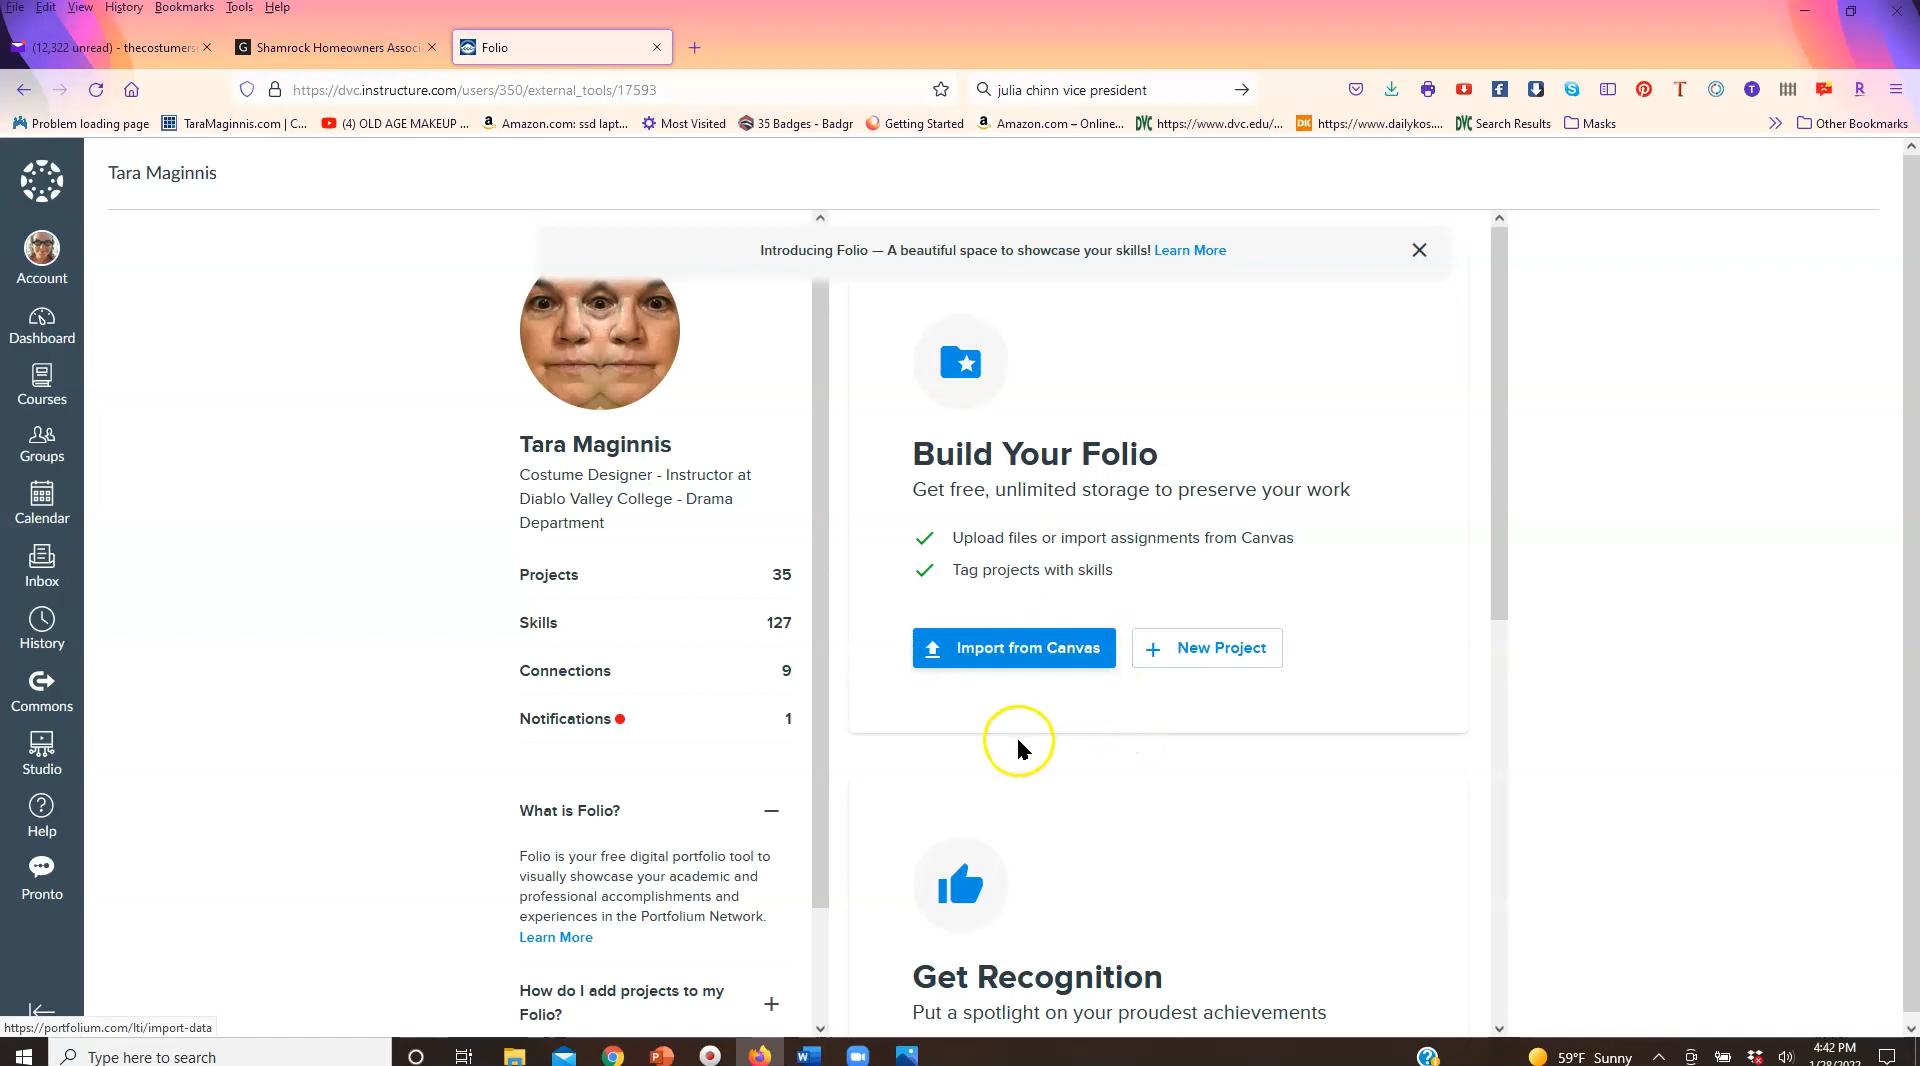 File Edit View History Bookmarks Tools Help
(12,322 unread) - thecostumers
Shamrock Homeowners Associ
Folio
https://dvc.instructure.com/users/350/external_tools/17593
julia chinn vice president
Problem loading page
TaraMaginnis.com | C...
(4) OLD AGE MAKEUP ...
Amazon.com: ssd lapt...
Most Visited
35 Badges - Badgr
Getting Started
Amazon.com – Online...
https://www.dvc.edu/...
https://www.dailykos....
Search Results
Masks
Other Bookmarks
Tara Maginnis
Account
Dashboard
Courses
Groups
Calendar
Inbox
History
Commons
Studio
Help
Pronto
Introducing Folio — A beautiful space to showcase your skills! Learn More
Tara Maginnis
Costume Designer - Instructor at
Diablo Valley College - Drama
Department
Projects 35
Skills 127
Connections 9
Notifications 1
What is Folio?
Folio is your free digital portfolio tool to
visually showcase your academic and
professional accomplishments and
experiences in the Portfolium Network.
Learn More
How do I add projects to my
Folio?
Build Your Folio
Get free, unlimited storage to preserve your work
Upload files or import assignments from Canvas
Tag projects with skills
Import from Canvas
New Project
Get Recognition
Put a spotlight on your proudest achievements
https://portfolium.com/lti/import-data
Type here to search
59°F Sunny
4:42 PM
1/28/2022